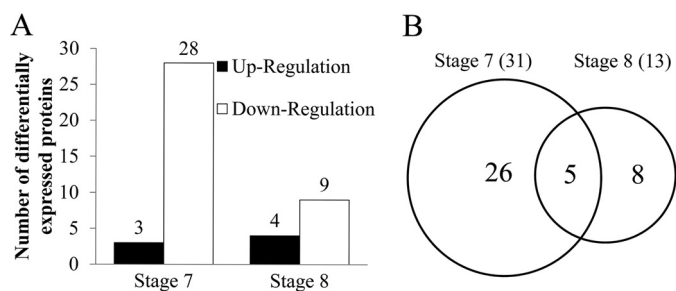 A
Number of differentially
expressed proteins
30
25
20
15
10
5
0
3
28
4
9
Up-Regulation
Down-Regulation
Stage 7
Stage 8
B
Stage 7 (31)
Stage 8 (13)
26
5
8